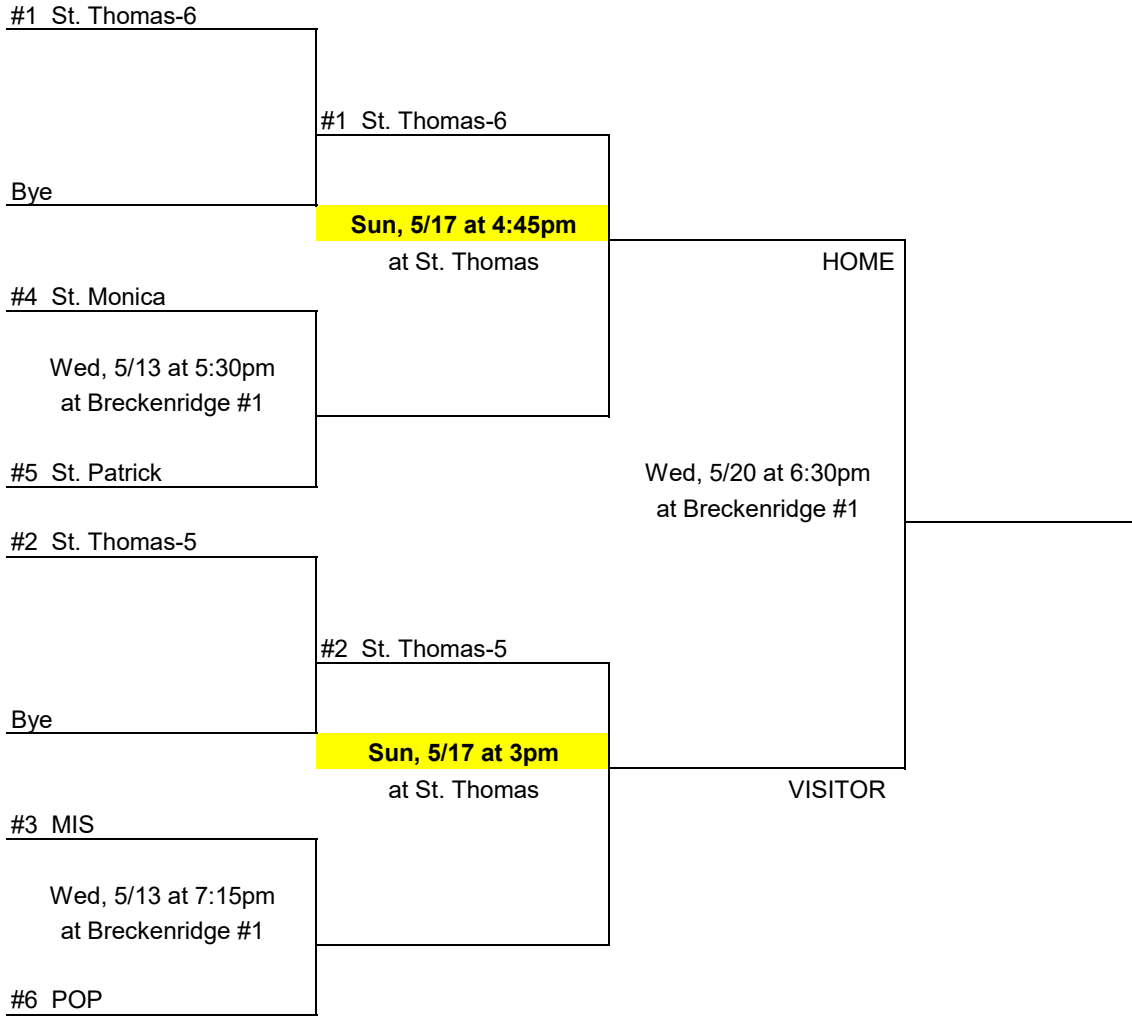 #1 St. Thomas-6
#1 St. Thomas-6
Bye
Sun, 5/17 at 4:45pm
at St. Thomas
HOME
#4 St. Monica
Wed, 5/13 at 5:30pm
at Breckenridge #1
#5 St. Patrick
Wed, 5/20 at 6:30pm
at Breckenridge #1
#2 St. Thomas-5
#2 St. Thomas-5
Bye
Sun, 5/17 at 3pm
at St. Thomas
VISITOR
#3 MIS
Wed, 5/13 at 7:15pm
at Breckenridge #1
#6 POP